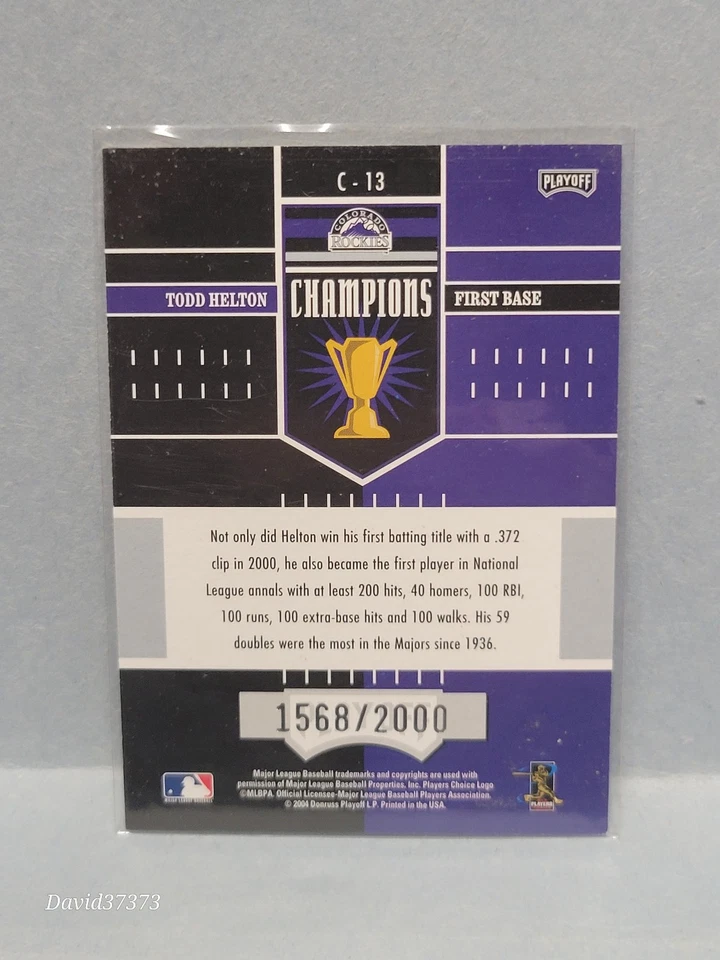 C - 13
PLAYOFF
COLORADO
ROCKIES
TODD HELTON
CHAMPIONS
FIRST BASE
Not only did Helton win his first batting title with a .372
clip in 2000, he also became the first player in National
League annals with at least 200 hits, 40 homers, 100 RBI,
100 runs, 100 extra-base hits and 100 walks. His 59
doubles were the most in the Majors since 1936.
PLAYOFF
1568/2000
Major League Baseball trademarks and copyrights are used with
permission of Major League Baseball Properties, Inc. Players Choice Logo
©MLBPA. Official Licensee-Major League Baseball Players Association.
© 2004 Donruss Playoff L.P. Printed in the USA.
MAJOR LEAGUE BASEBALL
PLAYERS
David37373